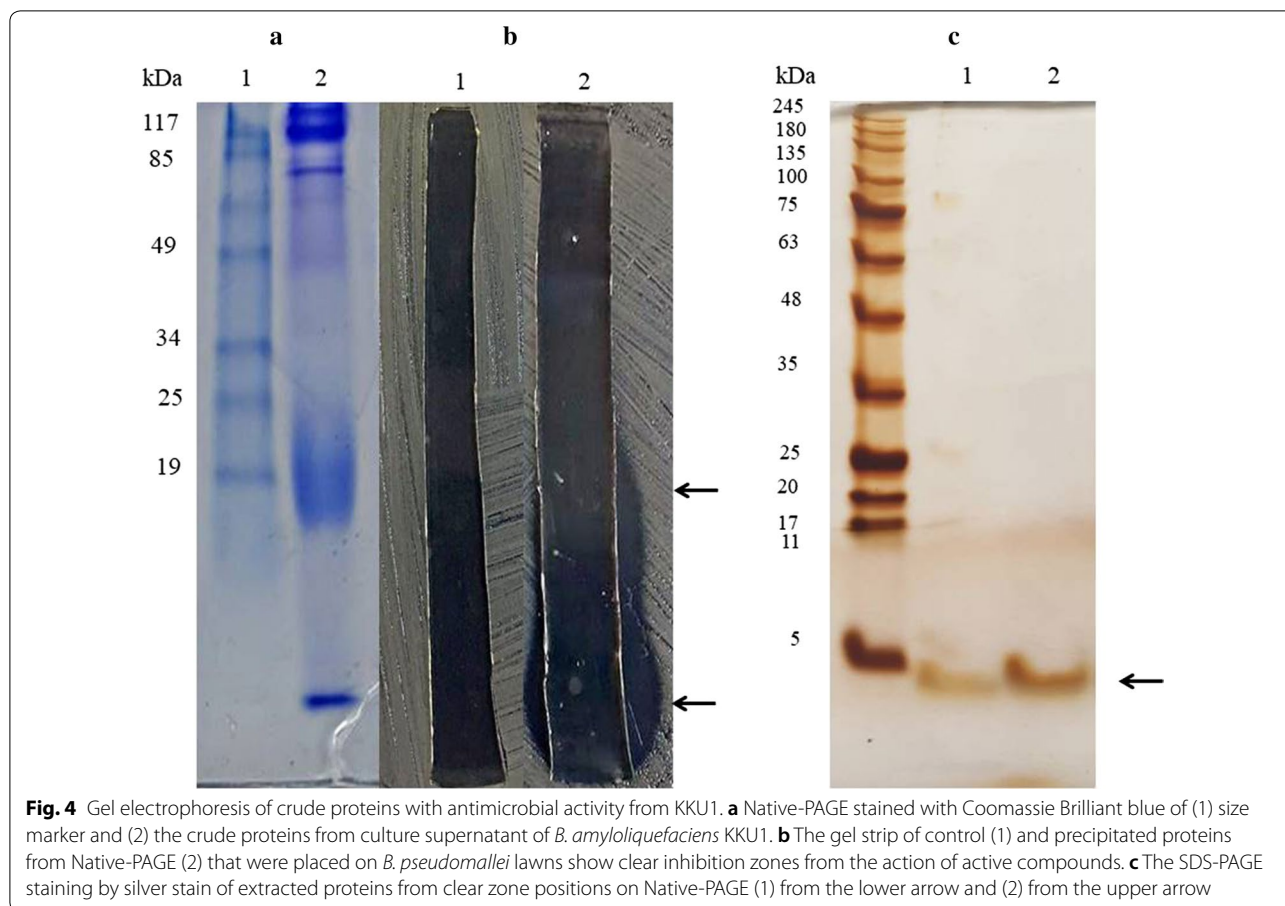 a
b
c
kDa 1 2
1 2
kDa 1 2
117
85
49
34
25
19
245
180
135
100
75
63
48
35
25
20
17
11
5
Fig. 4 Gel electrophoresis of crude proteins with antimicrobial activity from KKU1. a Native-PAGE stained with Coomassie Brilliant blue of (1) size
marker and (2) the crude proteins from culture supernatant of B. amyloliquefaciens KKU1. b The gel strip of control (1) and precipitated proteins
from Native-PAGE (2) that were placed on B. pseudomallei lawns show clear inhibition zones from the action of active compounds. c The SDS-PAGE
staining by silver stain of extracted proteins from clear zone positions on Native-PAGE (1) from the lower arrow and (2) from the upper arrow